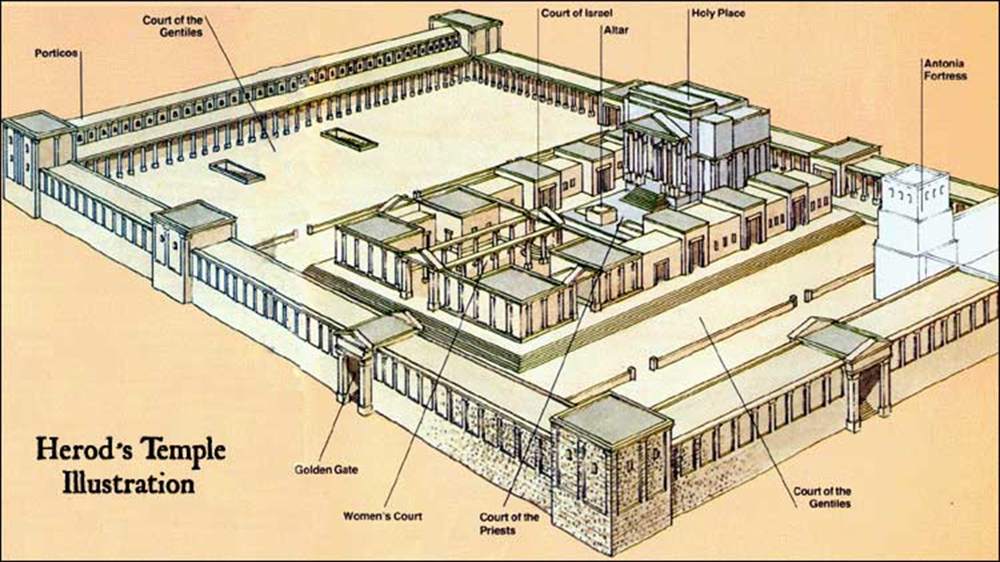 Court of the
Gentiles
Porticos
Court of Israel
Altar
Holy Place
Antonia
Fortress
Herod's Temple
Illustration
Golden Gate
Women's Court
Court of the
Priests
Court of the
Gentiles